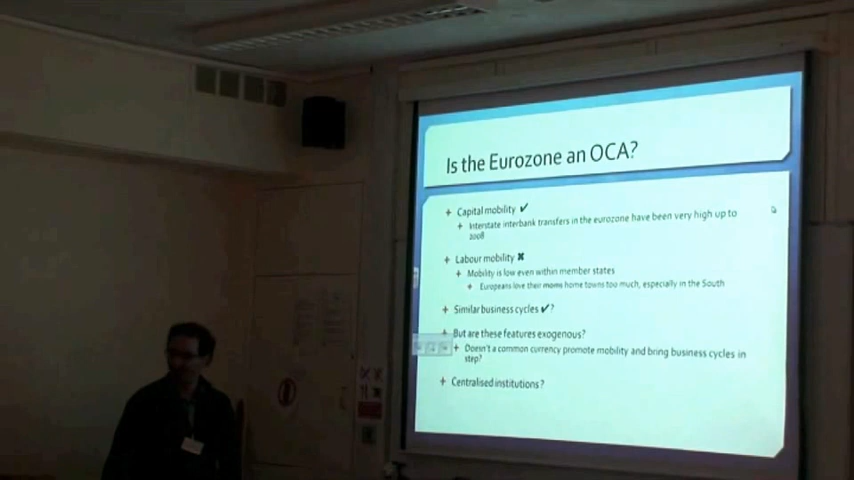 Is the Eurozone an OCA?
Capital mobility ✔
Interstate interbank transfers in the eurozone have been very high up to
2008
Labour mobility ✖
Mobility is low even within member states
Europeans love their moms home towns too much, especially in the South
Similar business cycles ✔?
But are these features exogenous?
Doesn't a common currency promote mobility and bring business cycles in
step?
Centralised institutions?